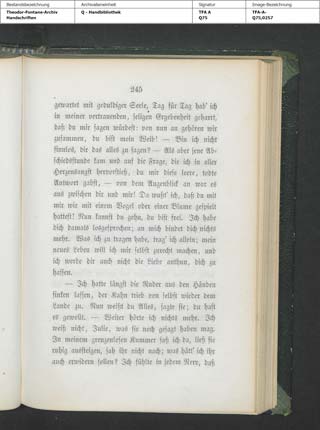 Bestandsbezeichnung Archivalieneinheit Signatur Image-Bezeichnung
Theodor-Fontane-Archiv Q - Handbibliothek TFA A TFA-A-
Handschriften Q75 Q75,0257
245
gewartet mit geduldiger Seele, Tag für Tag hab' ich
in meiner vertrauenden, seligen Ergebenheit geharrt,
daß du mir sagen würdest: von nun an gehören wir
zusammen, du bist mein Weib! — Bin ich nicht
sinnlos, die das alles zu sagen? — Als aber jene Ab-
schiedsstunde kam und auf die Frage, die ich in aller
Herzensangst hervorstieß, du mir diese leere, todte
Antwort gabst, — von dem Augenblick an war es
aus zwischen dir und mir! Da wußt' ich, daß du mit
mir wie mit einem Vogel oder einer Blume gespielt
hattest! Nun kannst du gehn, du bist frei. Ich habe
dich damals losgesprochen; an mich bindet dich nichts
mehr. Was ich zu tragen habe, trag' ich allein; mein
neues Leben will ich mir selbst zurecht machen, und
ich werde dir auch nicht die Liebe anthun, dich zu
hassen.
— Ich hatte längst die Ruder aus den Händen
sinken lassen, der Kahn trieb von selbst wieder dem
Lande zu. Nun weißt du Alles, sagte sie; du hast
es gewollt. — Weiter hörte ich nichts mehr. Ich
weiß nicht, Julie, was sie noch gesagt haben mag.
In meinem grenzenlosen Kummer saß ich da, ließ sie
ruhig aussteigen, sah ihr nicht nach; was hätt' ich ihr
auch erwidern sollen? Ich fühlte in jedem Nerv, daß